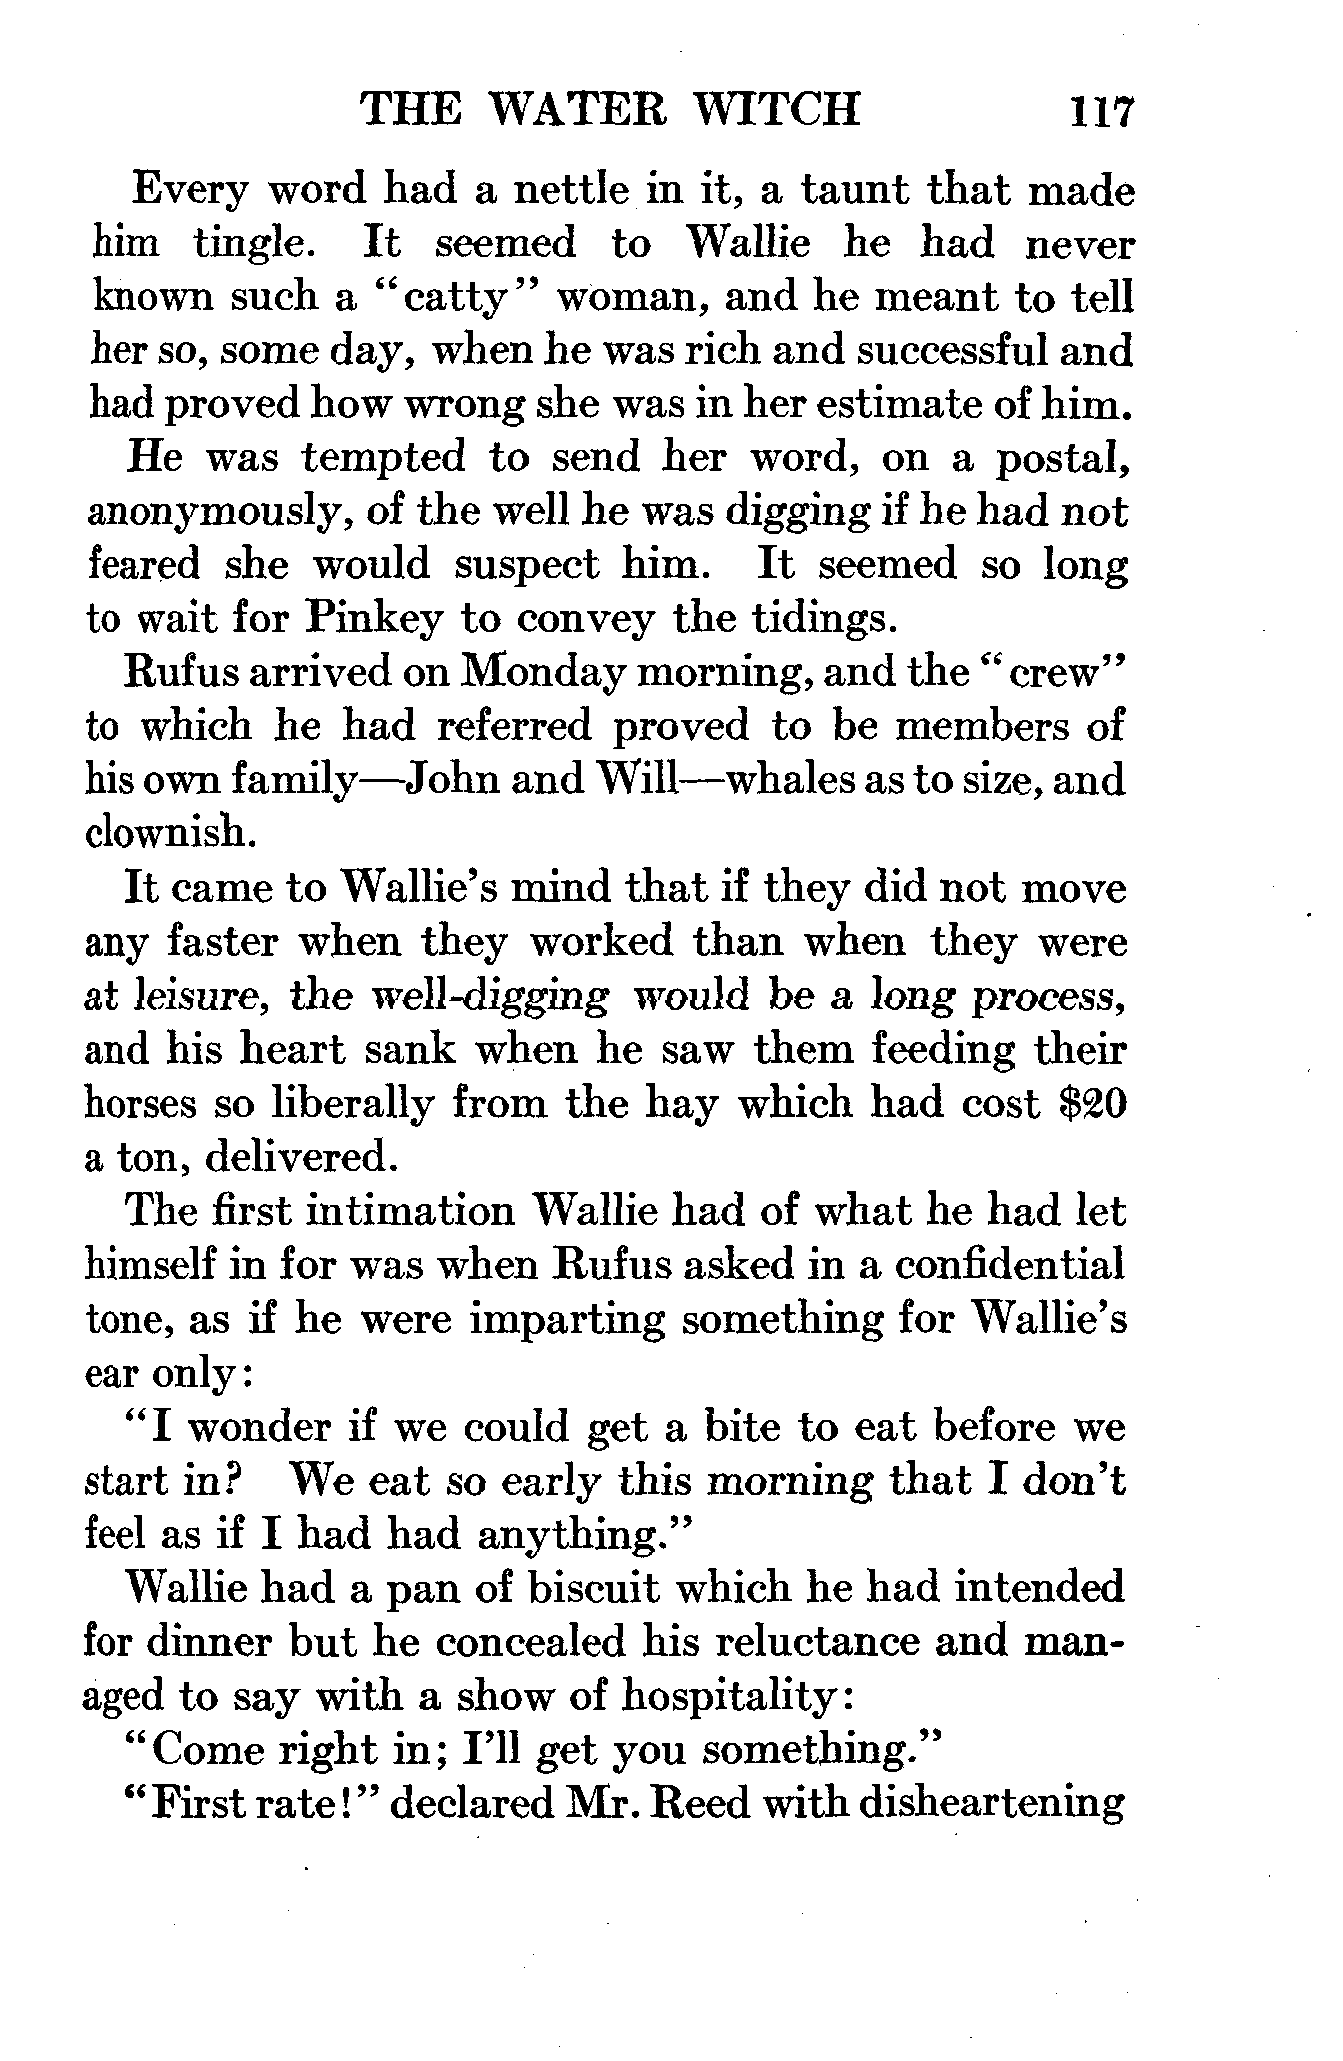 THE WATER WITCH 117
Every word had a nettle in it, a taunt that made
him tingle. It seemed to Wallie he had never
known such a "catty" woman, and he meant to tell
her so, some day, when he was rich and successful and
had proved how wrong she was in her estimate of him.
He was tempted to send her word, on a postal,
anonymously, of the well he was digging if he had not
feared she would suspect him. It seemed so long
to wait for Pinkey to convey the tidings.
Rufus arrived on Monday morning, and the "crew"
to which he had referred proved to be members of
his own family—John and Will—whales as to size, and
clownish.
It came to Wallie's mind that if they did not move
any faster when they worked than when they were
at leisure, the well-digging would be a long process,
and his heart sank when he saw them feeding their
horses so liberally from the hay which had cost $20
a ton, delivered.
The first intimation Wallie had of what he had let
himself in for was when Rufus asked in a confidential
tone, as if he were imparting something for Wallie's
ear only:
"I wonder if we could get a bite to eat before we
start in? We eat so early this morning that I don't
feel as if I had had anything."
Wallie had a pan of biscuit which he had intended
for dinner but he concealed his reluctance and man-
aged to say with a show of hospitality:
"Come right in; I'll get you something."
"First rate!" declared Mr. Reed with disheartening